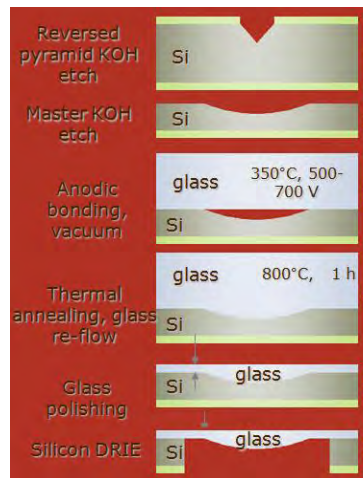 Reversed
pyramid KOH
etch
Si
Master KOH
etch
Si
Anodic
bonding,
vacuum
glass 350°C, 500-
700 V
Si
Thermal
annealing, glass
re-flow
glass 800°C, 1 h
Si
Glass
polishing
glass
Si
Silicon DRIE
Si
glass